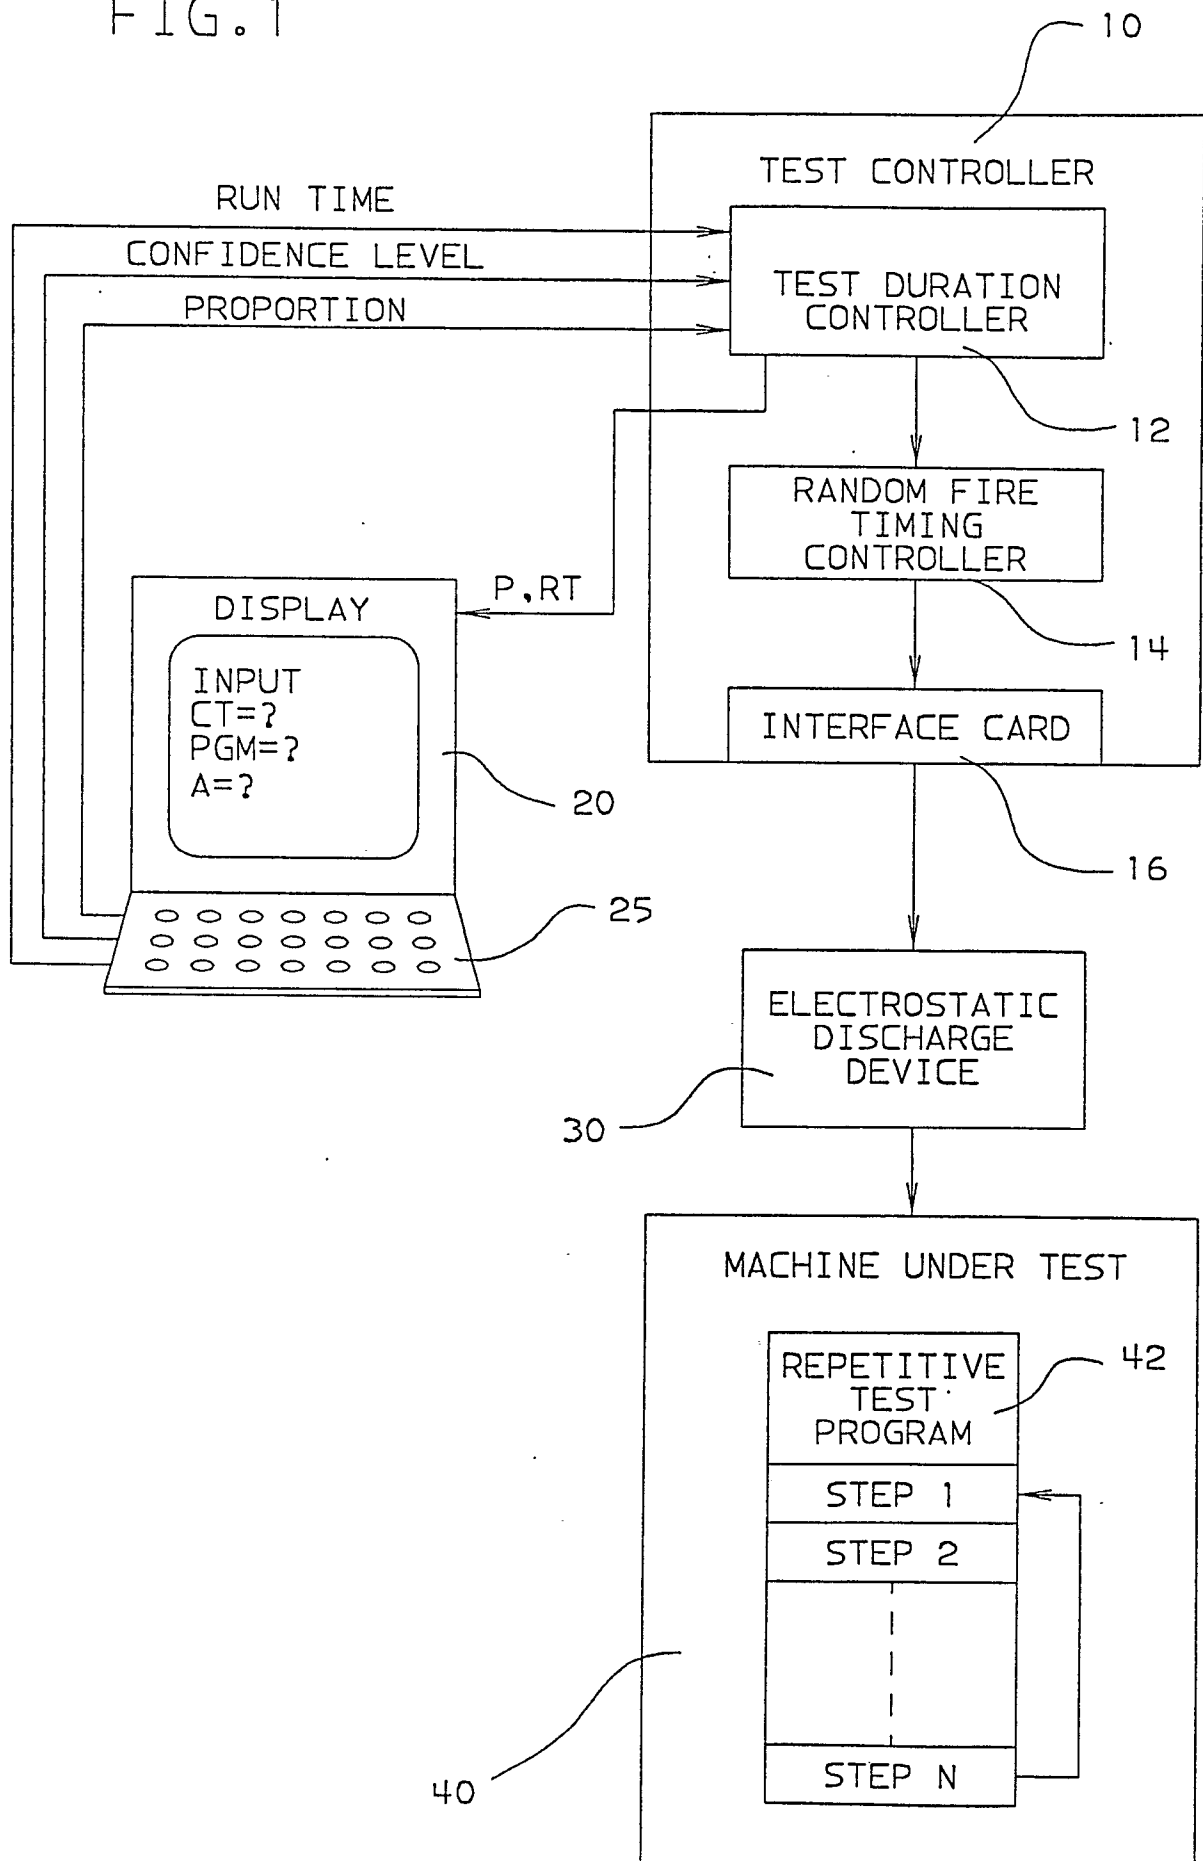 FIG.1
10
TEST CONTROLLER
RUN TIME
CONFIDENCE LEVEL
PROPORTION
TEST DURATION
CONTROLLER
12
RANDOM FIRE
TIMING
CONTROLLER
14
P,RT
DISPLAY
INPUT
CT=?
PGM=?
A=?
20
INTERFACE CARD
16
25
ELECTROSTATIC
DISCHARGE
DEVICE
30
MACHINE UNDER TEST
REPETITIVE
TEST
PROGRAM
42
STEP 1
STEP 2
STEP N
40